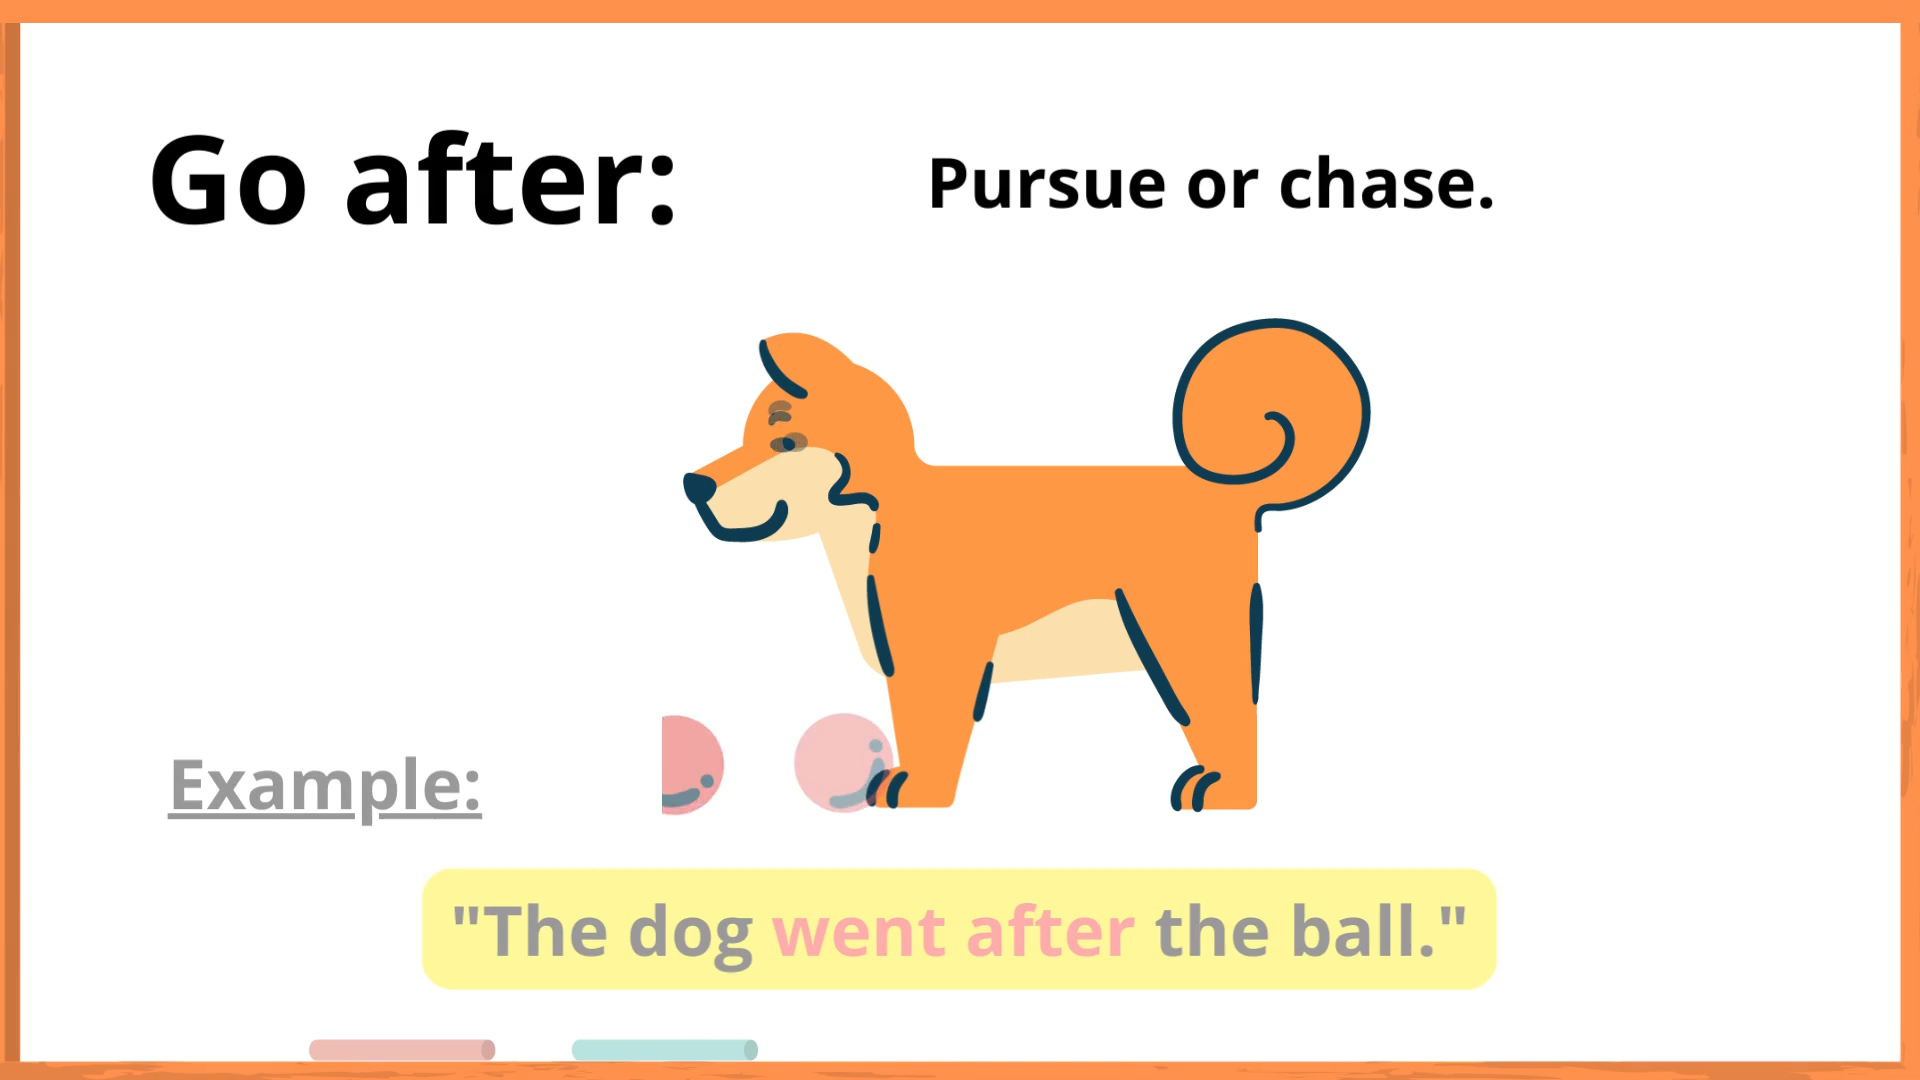 Go after:
Pursue or chase.
Example:
"The dog went after the ball."